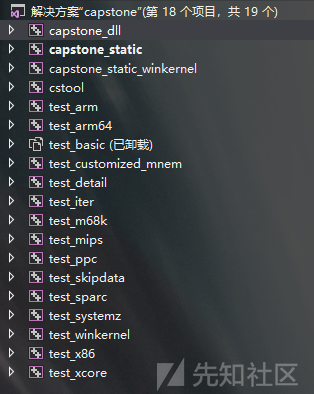 解决方案"capstone"(第 18 个项目，共 19 个)
capstone_dll
capstone_static
capstone_static_winkernel
cstool
test_arm
test_arm64
test_basic (已卸载)
test_customized_mnem
test_detail
test_iter
test_m68k
test_mips
test_ppc
test_skipdata
test_sparc
test_systemz
test_winkernel
test_x86
test_xcore
先知社区